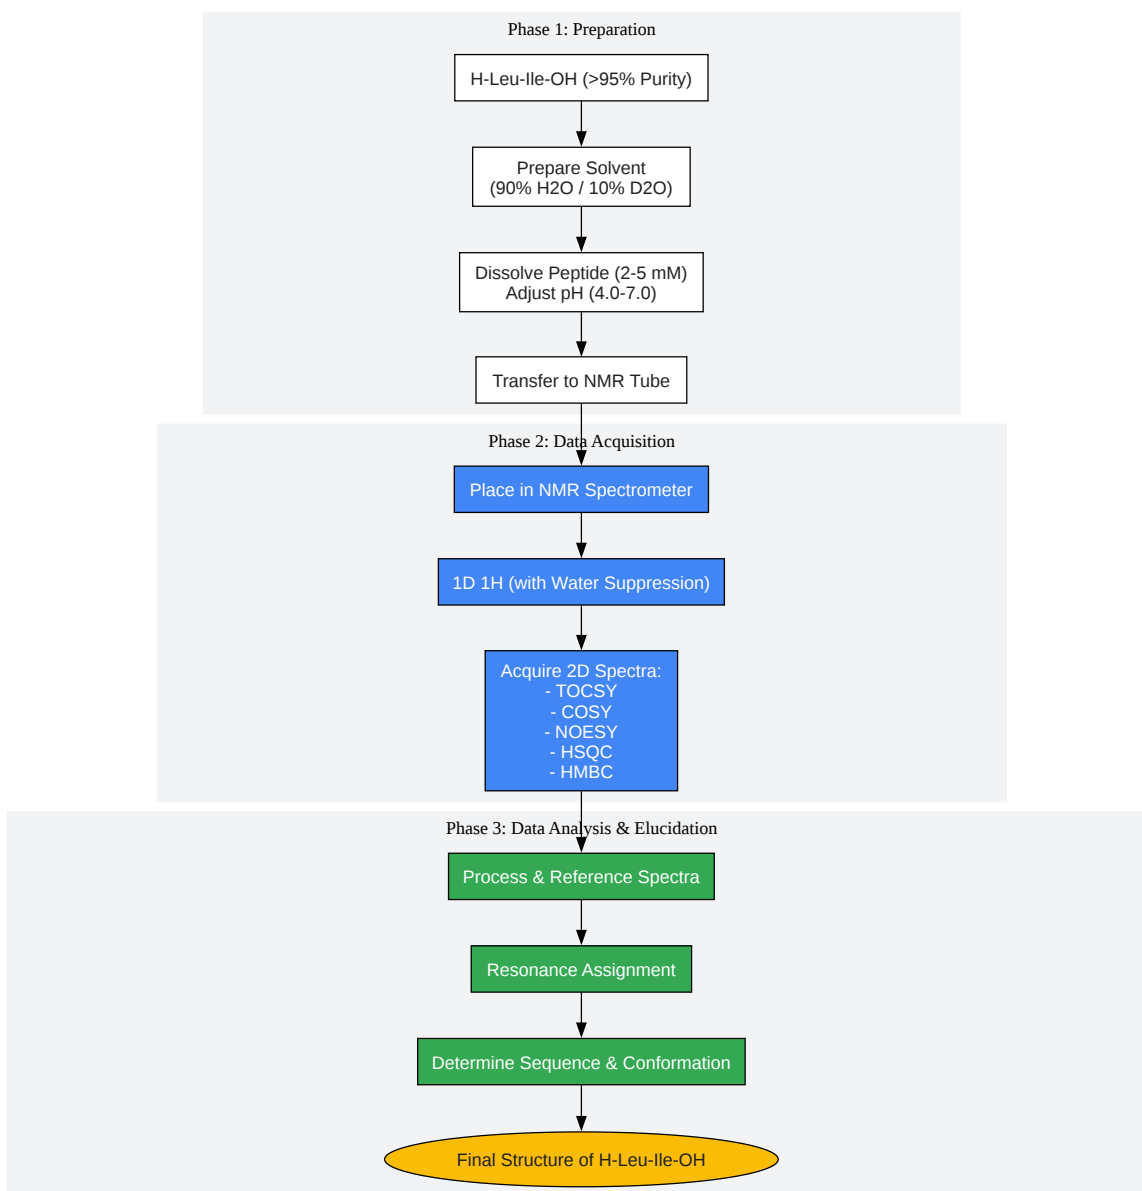 Phase 1: Preparation
H-Leu-Ile-OH (>95% Purity)
Prepare Solvent
(90% H2O / 10% D2O)
Dissolve Peptide (2-5 mM)
Adjust pH (4.0-7.0)
Transfer to NMR Tube
Phase 2: Data Acquisition
Place in NMR Spectrometer
1D 1H (with Water Suppression)
Acquire 2D Spectra:
- TOCSY
- COSY
- NOESY
- HSQC
- HMBC
Phase 3: Data Analysis & Elucidation
Process & Reference Spectra
Resonance Assignment
Determine Sequence & Conformation
Final Structure of H-Leu-Ile-OH